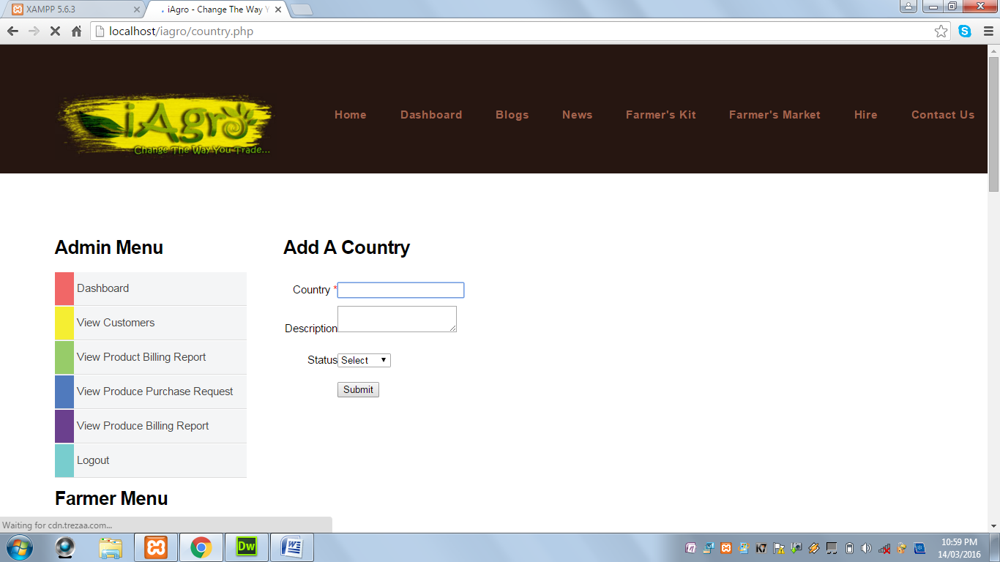 XAMPP 5.6.3
iAgro - Change The Way Y
localhost/iagro/country.php
iAgro
Change The Way You Trade...
Home
Dashboard
Blogs
News
Farmer's Kit
Farmer's Market
Hire
Contact Us
Admin Menu
Dashboard
View Customers
View Product Billing Report
View Produce Purchase Request
View Produce Billing Report
Logout
Farmer Menu
Add A Country
Country *
Description
Status Select
Submit
Waiting for cdn.trezaa.com...
Dw
W
K7
10:59 PM
14/03/2016